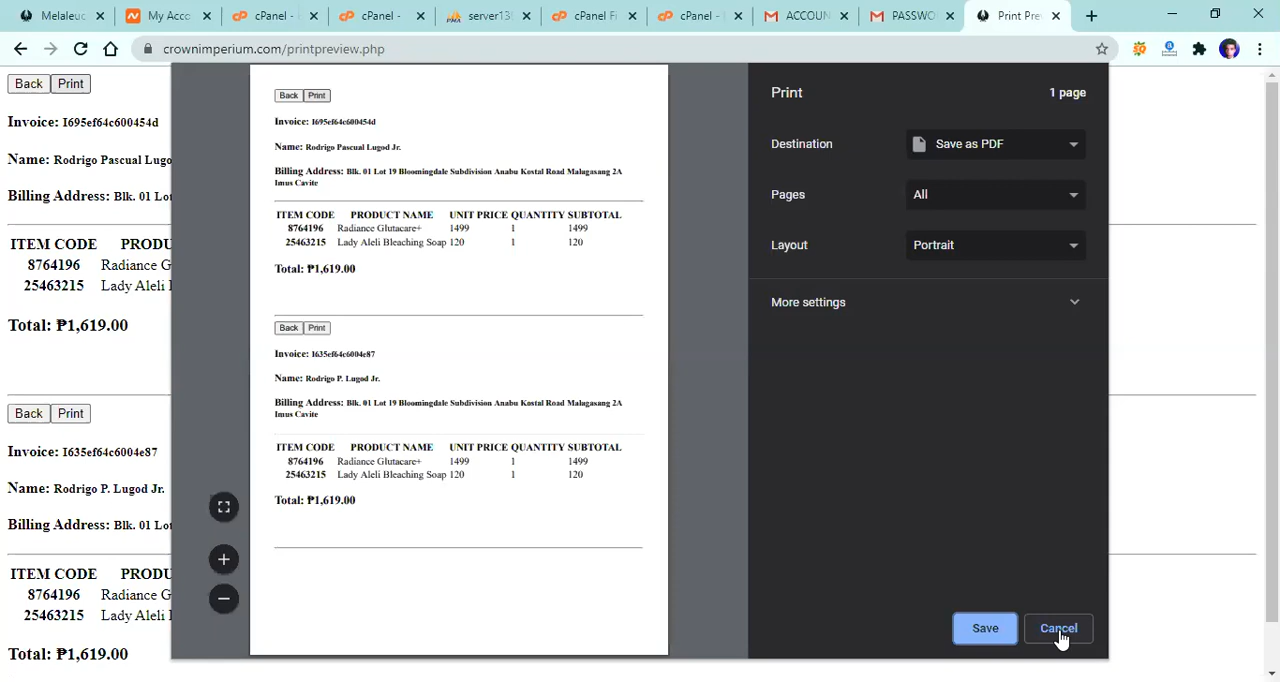 Melaleuc
My Acco
cPanel -
cPanel -
server13
cPanel Fi
cPanel -
ACCOUN
PASSWO
Print Pre
crownimperium.com/printpreview.php
Back Print
Invoice: I695ef64c600454d
Name: Rodrigo Pascual Lugo
Billing Address: Blk. 01 Lot
ITEM CODE PRODU
8764196 Radiance G
25463215 Lady Aleli
Total: ₱1,619.00
Back Print
Invoice: I635ef64c6004e87
Name: Rodrigo P. Lugod Jr.
Billing Address: Blk. 01 Lot
ITEM CODE PRODU
8764196 Radiance G
25463215 Lady Aleli
Total: ₱1,619.00
Back Print
Invoice: I695ef64c600454d
Name: Rodrigo Pascual Lugod Jr.
Billing Address: Blk. 01 Lot 19 Bloomingdale Subdivision Anabu Kostal Road Malagasang 2A
Imus Cavite
ITEM CODE PRODUCT NAME UNIT PRICE QUANTITY SUBTOTAL
8764196 Radiance Glutacare+ 1499 1 1499
25463215 Lady Aleli Bleaching Soap 120 1 120
Total: ₱1,619.00
Back Print
Invoice: I635ef64c6004e87
Name: Rodrigo P. Lugod Jr.
Billing Address: Blk. 01 Lot 19 Bloomingdale Subdivision Anabu Kostal Road Malagasang 2A
Imus Cavite
ITEM CODE PRODUCT NAME UNIT PRICE QUANTITY SUBTOTAL
8764196 Radiance Glutacare+ 1499 1 1499
25463215 Lady Aleli Bleaching Soap 120 1 120
Total: ₱1,619.00
Print 1 page
Destination Save as PDF
Pages All
Layout Portrait
More settings
Save Cancel